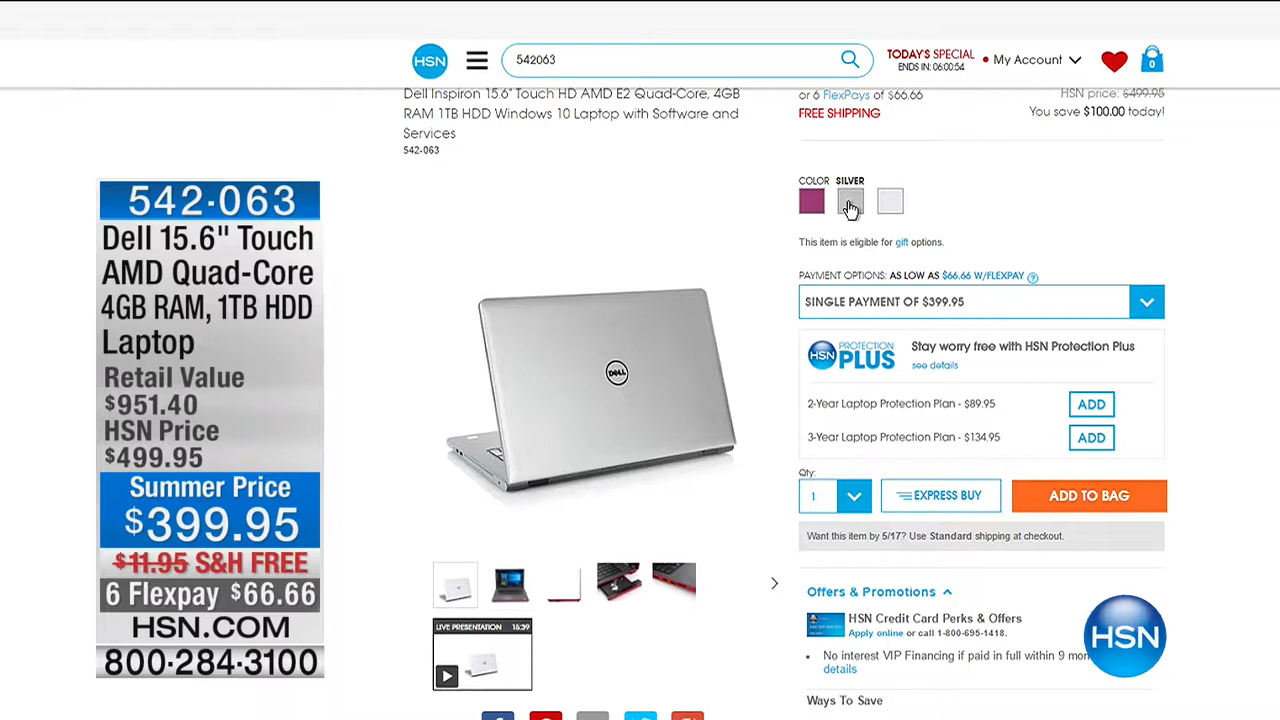 HSN
542063
TODAY'S SPECIAL
ENDS IN: 06:00:54
My Account
0
Dell Inspiron 15.6" Touch HD AMD E2 Quad-Core, 4GB
RAM 1TB HDD Windows 10 Laptop with Software and
Services
542-063
or 6 FlexPays of $66.66
FREE SHIPPING
HSN price: $499.95
You save $100.00 today!
COLOR SILVER
This item is eligible for gift options.
PAYMENT OPTIONS: AS LOW AS $66.66 W/FLEXPAY ?
SINGLE PAYMENT OF $399.95
HSN PROTECTION PLUS
Stay worry free with HSN Protection Plus
see details
2-Year Laptop Protection Plan - $89.95 ADD
3-Year Laptop Protection Plan - $134.95 ADD
Qty:
1
EXPRESS BUY
ADD TO BAG
Want this item by 5/17? Use Standard shipping at checkout.
Offers & Promotions
HSN Credit Card Perks & Offers
Apply online or call 1-800-695-1418.
• No interest VIP Financing if paid in full within 9
details
Ways To Save
HSN
DELL
LIVE PRESENTATION 16:39
542-063
Dell 15.6" Touch
AMD Quad-Core
4GB RAM, 1TB HDD
Laptop
Retail Value
$951.40
HSN Price
$499.95
Summer Price
$399.95
$11.95 S&H FREE
6 Flexpay $66.66
HSN.COM
800-284-3100